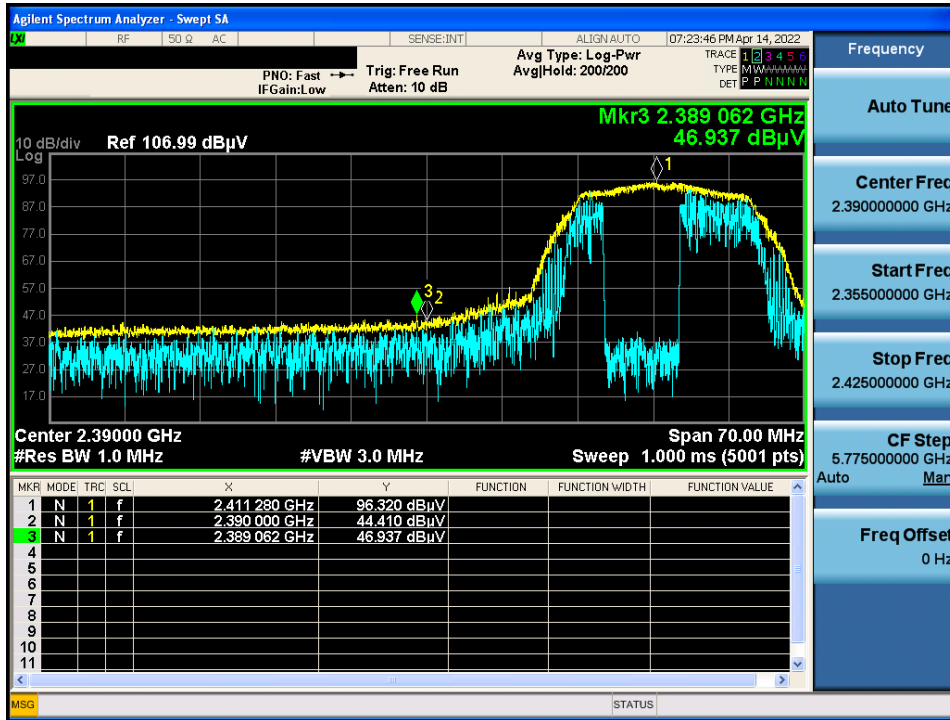 Agilent Spectrum Analyzer - Swept SA
LXI RF 50 Ω AC SENSE:INT ALIGN AUTO 07:23:46 PM Apr 14, 2022
PNO: Fast
IFGain:Low
Trig: Free Run
Atten: 10 dB
Avg Type: Log-Pwr
Avg|Hold: 200/200
TRACE 1 2 3 4 5 6
TYPE M W W W W W
DET P P N N N N
Mkr3 2.389 062 GHz
46.937 dBµV
10 dB/div Ref 106.99 dBµV
Log
97.0
87.0
77.0
67.0
57.0
47.0
37.0
27.0
17.0
1
3
2
Center 2.39000 GHz Span 70.00 MHz
#Res BW 1.0 MHz #VBW 3.0 MHz Sweep 1.000 ms (5001 pts)
MKR MODE TRC SCL X Y FUNCTION FUNCTION WIDTH FUNCTION VALUE
1 N 1 f 2.411 280 GHz 96.320 dBµV
2 N 1 f 2.390 000 GHz 44.410 dBµV
3 N 1 f 2.389 062 GHz 46.937 dBµV
4
5
6
7
8
9
10
11
MSG STATUS
Frequency
Auto Tune
Center Freq
2.390000000 GHz
Start Freq
2.355000000 GHz
Stop Freq
2.425000000 GHz
CF Step
5.775000000 GHz
Auto Man
Freq Offset
0 Hz